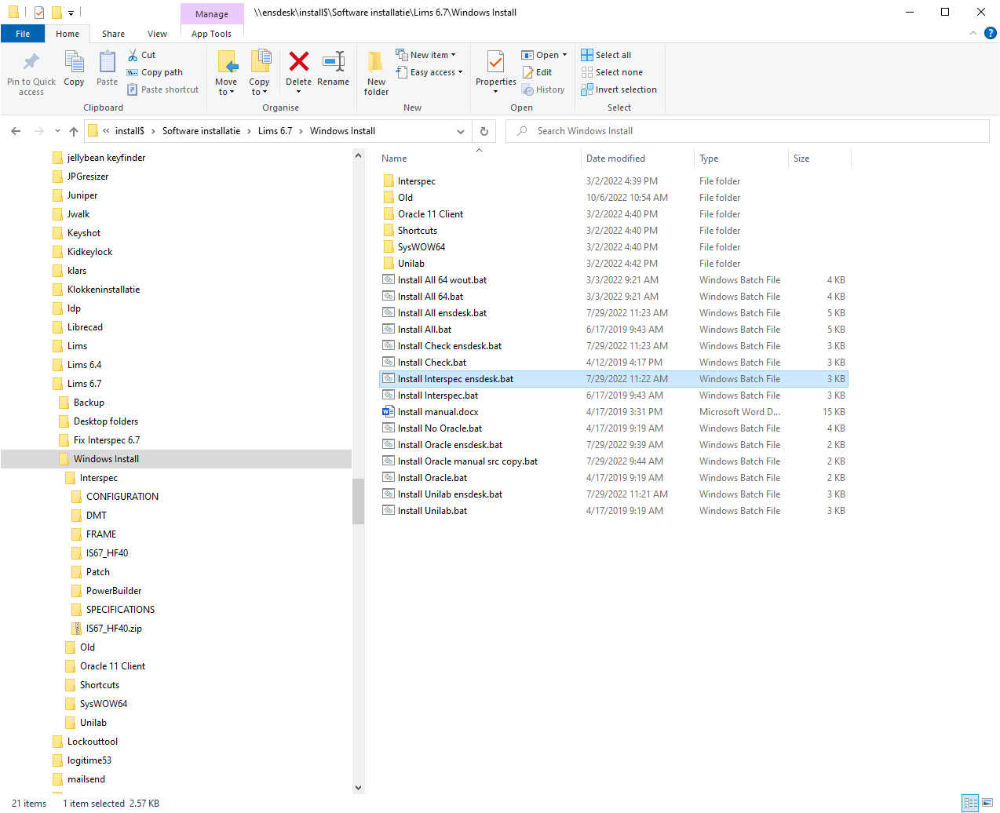 Manage
\\ensdesk\install$\Software installatie\Lims 6.7\Windows Install
File
Home
Share
View
App Tools
Pin to Quick access
Copy
Paste
Cut
Copy path
Paste shortcut
Clipboard
Move to
Copy to
Delete
Rename
Organise
New folder
New item
Easy access
New
Properties
Open
Edit
History
Open
Select all
Select none
Invert selection
Select
« install$ > Software installatie > Lims 6.7 > Windows Install
Search Windows Install
jellybean keyfinder
JPGresizer
Juniper
Jwalk
Keyshot
Kidkeylock
klars
Klokkeninstallatie
ldp
Librecad
Lims
Lims 6.4
Lims 6.7
Backup
Desktop folders
Fix Interspec 6.7
Windows Install
Interspec
CONFIGURATION
DMT
FRAME
IS67_HF40
Patch
PowerBuilder
SPECIFICATIONS
IS67_HF40.zip
Old
Oracle 11 Client
Shortcuts
SysWOW64
Unilab
Lockouttool
logitime53
mailsend
Name Date modified Type Size
Interspec 3/2/2022 4:39 PM File folder
Old 10/6/2022 10:54 AM File folder
Oracle 11 Client 3/2/2022 4:40 PM File folder
Shortcuts 3/2/2022 4:40 PM File folder
SysWOW64 3/2/2022 4:40 PM File folder
Unilab 3/2/2022 4:42 PM File folder
Install All 64 wout.bat 3/3/2022 9:21 AM Windows Batch File 4 KB
Install All 64.bat 3/3/2022 9:21 AM Windows Batch File 4 KB
Install All ensdesk.bat 7/29/2022 11:23 AM Windows Batch File 5 KB
Install All.bat 6/17/2019 9:43 AM Windows Batch File 5 KB
Install Check ensdesk.bat 7/29/2022 11:23 AM Windows Batch File 3 KB
Install Check.bat 4/12/2019 4:17 PM Windows Batch File 3 KB
Install Interspec ensdesk.bat 7/29/2022 11:22 AM Windows Batch File 3 KB
Install Interspec.bat 6/17/2019 9:43 AM Windows Batch File 3 KB
Install manual.docx 4/17/2019 3:31 PM Microsoft Word D... 15 KB
Install No Oracle.bat 4/17/2019 9:19 AM Windows Batch File 4 KB
Install Oracle ensdesk.bat 7/29/2022 9:39 AM Windows Batch File 2 KB
Install Oracle manual src copy.bat 7/29/2022 9:44 AM Windows Batch File 2 KB
Install Oracle.bat 4/17/2019 9:19 AM Windows Batch File 2 KB
Install Unilab ensdesk.bat 7/29/2022 11:21 AM Windows Batch File 3 KB
Install Unilab.bat 4/17/2019 9:19 AM Windows Batch File 3 KB
21 items 1 item selected 2.57 KB